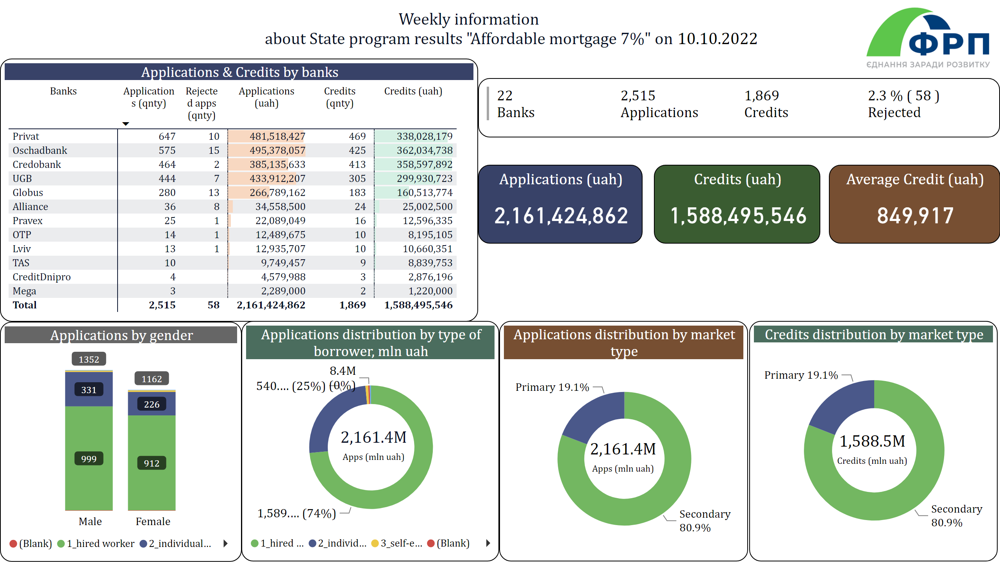 Weekly information
about State program results "Affordable mortgage 7%" on 10.10.2022
ФРП
ЄДНАННЯ ЗАРАДИ РОЗВИТКУ
Applications & Credits by banks
Banks Application Rejecte Applications Credits Credits (uah)
s (qnty) d apps (uah) (qnty)
(qnty)
Privat 647 10 481,518,427 469 338,028,179
Oschadbank 575 15 495,378,057 425 362,034,738
Credobank 464 2 385,135,633 413 358,597,892
UGB 444 7 433,912,207 305 299,930,723
Globus 280 13 266,789,162 183 160,513,774
Alliance 36 8 34,558,500 24 25,002,500
Pravex 25 1 22,089,049 16 12,596,335
OTP 14 1 12,489,675 10 8,195,105
Lviv 13 1 12,935,707 10 10,660,351
TAS 10 9,749,457 9 8,839,753
CreditDnipro 4 4,579,988 3 2,876,196
Mega 3 2,289,000 2 1,220,000
Total 2,515 58 2,161,424,862 1,869 1,588,495,546
22 2,515 1,869 2.3 % ( 58 )
Banks Applications Credits Rejected
Applications (uah)
2,161,424,862
Credits (uah)
1,588,495,546
Average Credit (uah)
849,917
Applications by gender
1352
331
999
1162
226
912
Male Female
(Blank) 1_hired worker 2_individual...
Applications distribution by type of
borrower, mln uah
8.4M
(0%)
540.... (25%)
2,161.4M
Apps (mln uah)
1,589.... (74%)
1_hired ... 2_individ... 3_self-e... (Blank)
Applications distribution by market
type
Primary 19.1%
2,161.4M
Apps (mln uah)
Secondary
80.9%
Credits distribution by market type
Primary 19.1%
1,588.5M
Credits (mln uah)
Secondary
80.9%